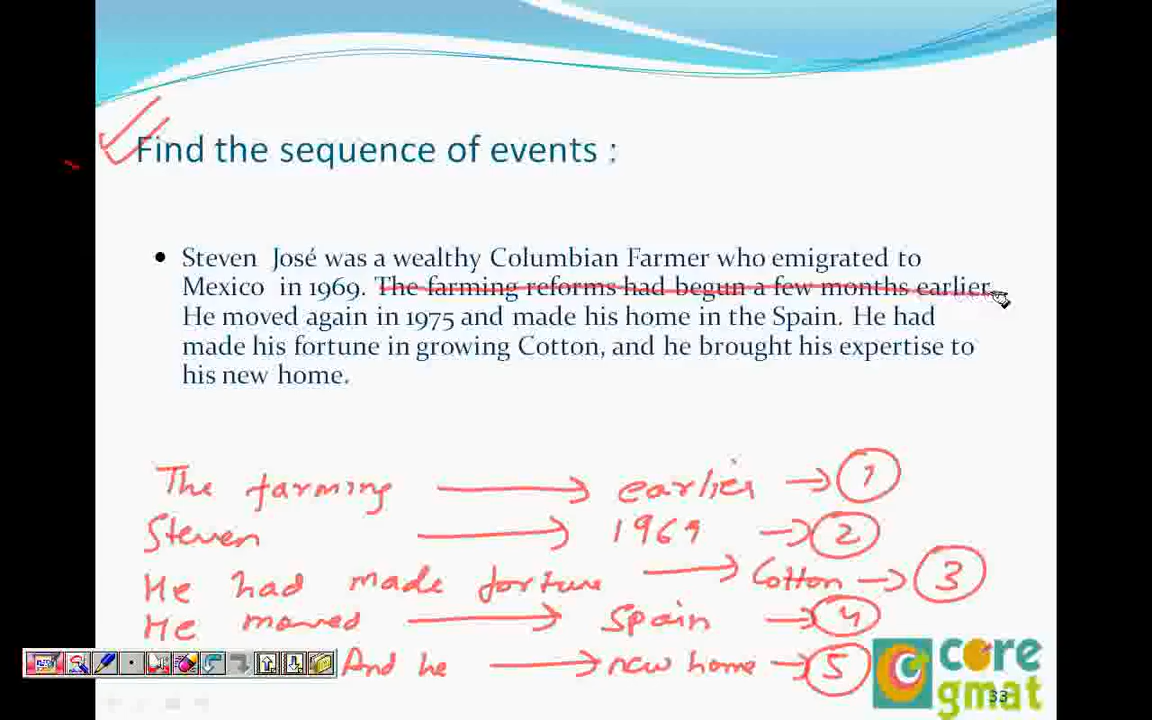 Find the sequence of events :
• Steven José was a wealthy Columbian Farmer who emigrated to
Mexico in 1969. The farming reforms had begun a few months earlier.
He moved again in 1975 and made his home in the Spain. He had
made his fortune in growing Cotton, and he brought his expertise to
his new home.
The farming → earlier → 1
Steven → 1969 → 2
He had made fortune → Cotton → 3
He moved → Spain → 4
And he → new home → 5
core
gmat
33